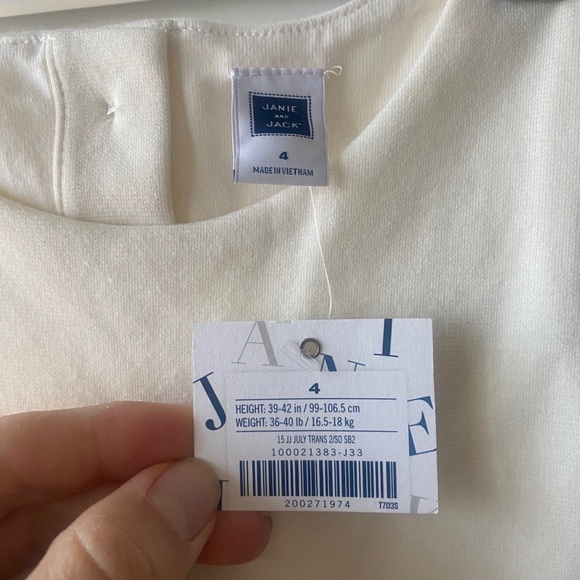 JANIE
AND
JACK
4
MADE IN VIETNAM
J A N I E
4
HEIGHT: 39-42 in / 99-106.5 cm
WEIGHT: 36-40 lb / 16.5-18 kg
15 JJ JULY TRANS 2/SO SB2
100021383-J33
200271974
T703S